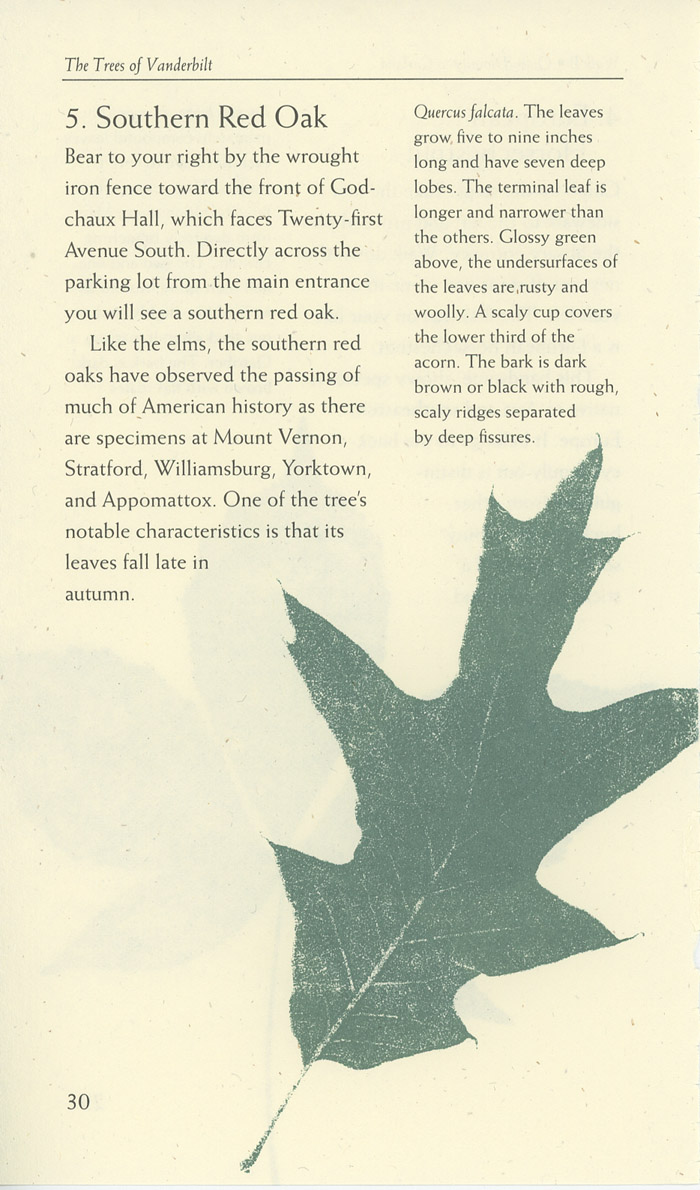 The Trees of Vanderbilt
5. Southern Red Oak
Bear to your right by the wrought
iron fence toward the front of God-
chaux Hall, which faces Twenty-first
Avenue South. Directly across the
parking lot from the main entrance
you will see a southern red oak.
Like the elms, the southern red
oaks have observed the passing of
much of American history as there
are specimens at Mount Vernon,
Stratford, Williamsburg, Yorktown,
and Appomattox. One of the tree's
notable characteristics is that its
leaves fall late in
autumn.
Quercus falcata. The leaves
grow five to nine inches
long and have seven deep
lobes. The terminal leaf is
longer and narrower than
the others. Glossy green
above, the undersurfaces of
the leaves are rusty and
woolly. A scaly cup covers
the lower third of the
acorn. The bark is dark
brown or black with rough,
scaly ridges separated
by deep fissures.
30